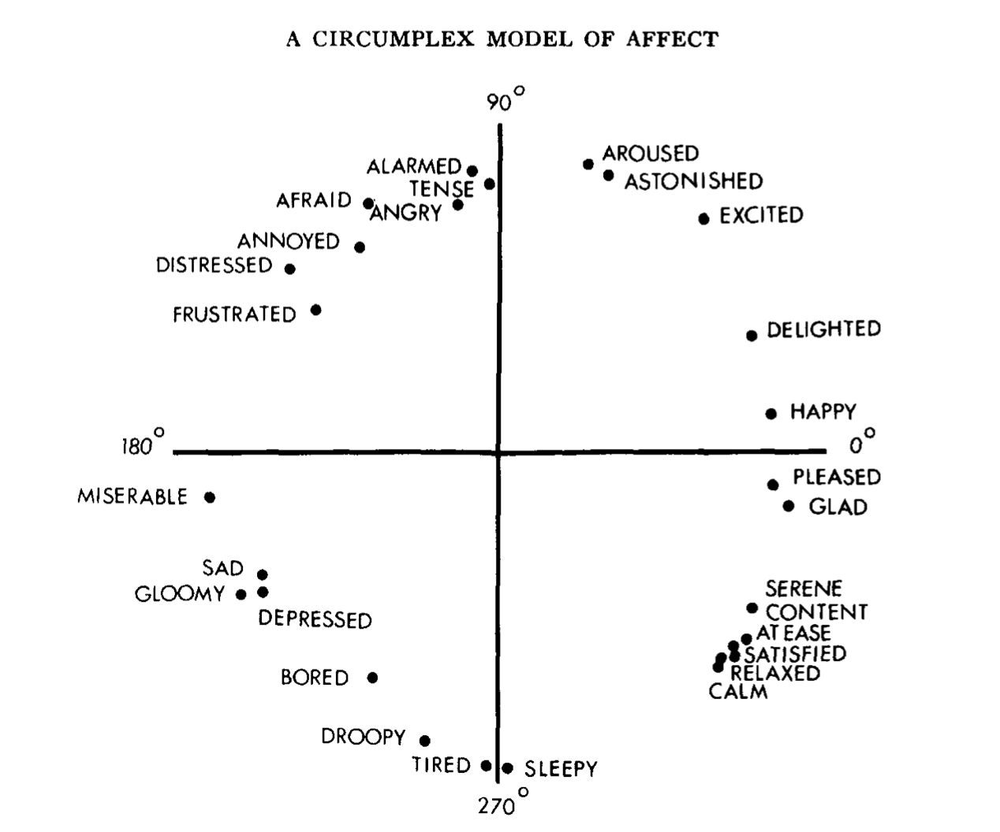 A CIRCUMPLEX MODEL OF AFFECT
90°
ALARMED
AROUSED
TENSE
ASTONISHED
AFRAID
ANGRY
EXCITED
ANNOYED
DISTRESSED
FRUSTRATED
DELIGHTED
HAPPY
180°
0°
PLEASED
MISERABLE
GLAD
SAD
SERENE
GLOOMY
CONTENT
DEPRESSED
AT EASE
SATISFIED
RELAXED
BORED
CALM
DROOPY
TIRED
SLEEPY
270°